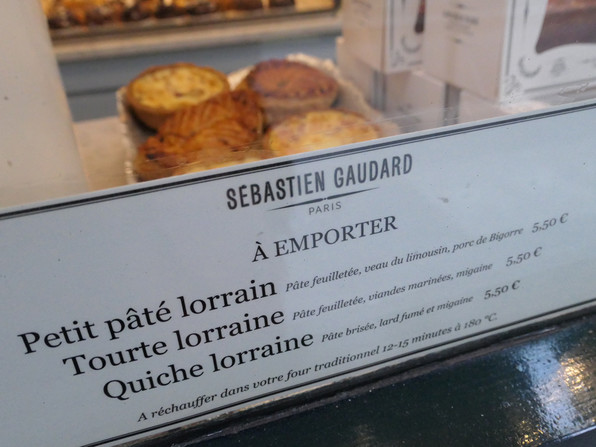 SÉBASTIEN GAUDARD
PARIS
À EMPORTER
Petit pâté lorrain Pâte feuilletée, veau du limousin, porc de Bigorre 5,50 €
Tourte lorraine Pâte feuilletée, viandes marinées, migaine 5,50 €
Quiche lorraine Pâte brisée, lard fumé et migaine 5,50 €
A réchauffer dans votre four traditionnel 12-15 minutes à 180 °C.